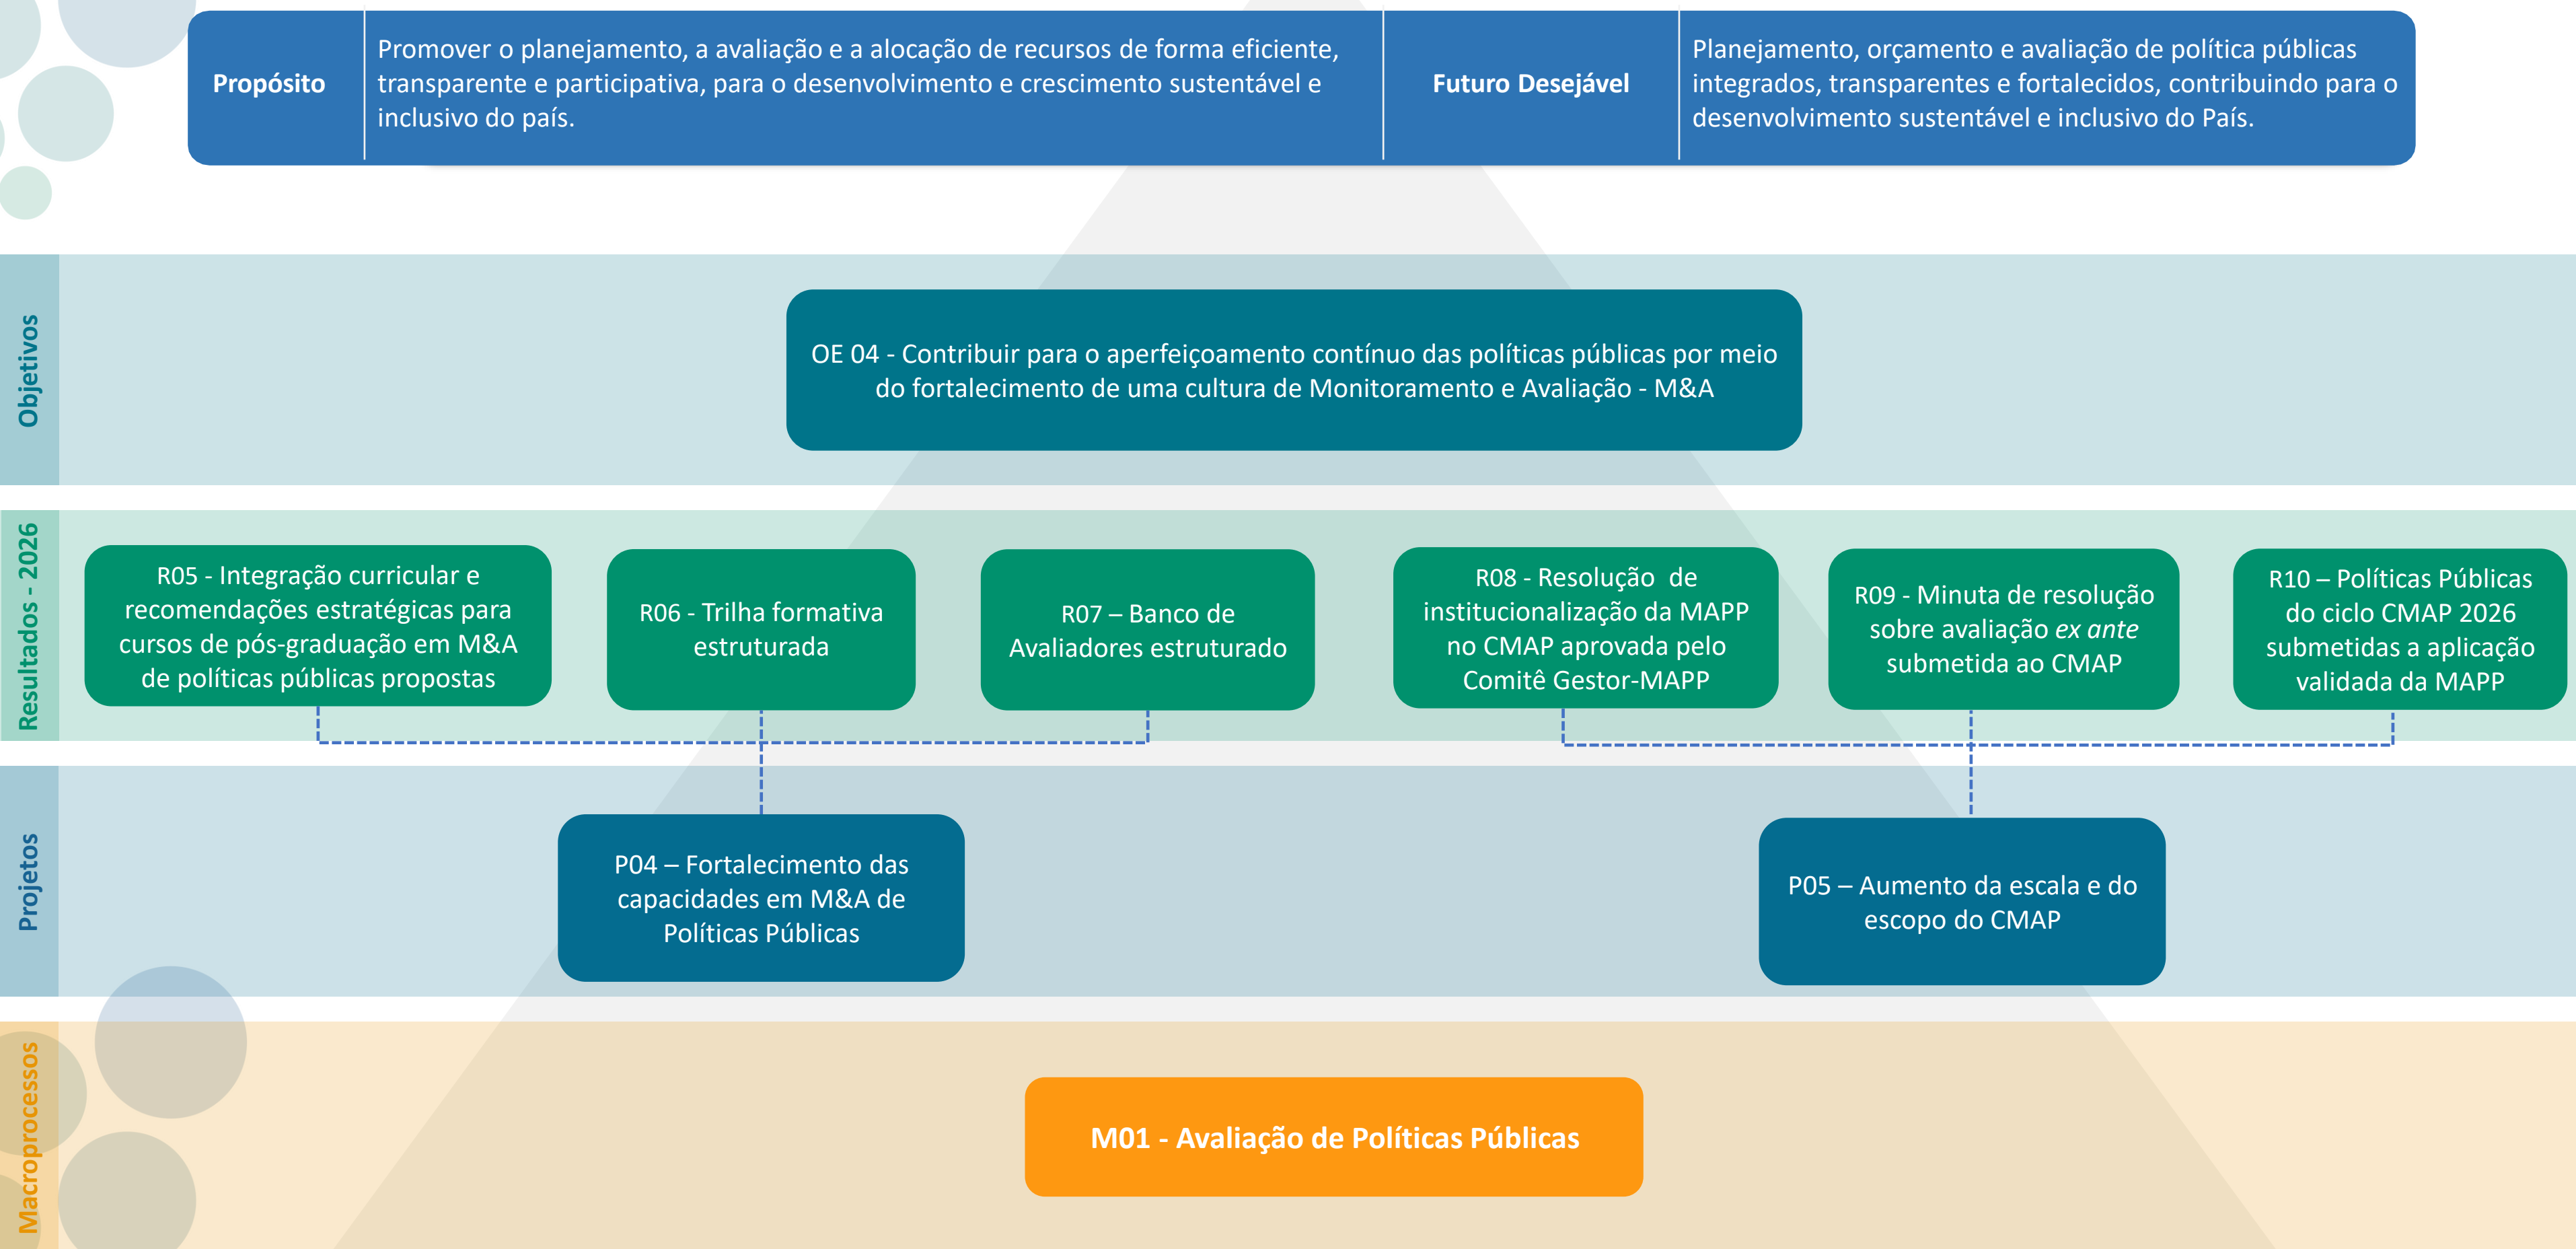 Propósito
Promover o planejamento, a avaliação e a alocação de recursos de forma eficiente,
transparente e participativa, para o desenvolvimento e crescimento sustentável e
inclusivo do país.
Futuro Desejável
Planejamento, orçamento e avaliação de política públicas
integrados, transparentes e fortalecidos, contribuindo para o
desenvolvimento sustentável e inclusivo do País.
Objetivos
OE 04 - Contribuir para o aperfeiçoamento contínuo das políticas públicas por meio
do fortalecimento de uma cultura de Monitoramento e Avaliação - M&A
Resultados - 2026
R05 - Integração curricular e
recomendações estratégicas para
cursos de pós-graduação em M&A
de políticas públicas propostas
R06 - Trilha formativa
estruturada
R07 – Banco de
Avaliadores estruturado
R08 - Resolução de
institucionalização da MAPP
no CMAP aprovada pelo
Comitê Gestor-MAPP
R09 - Minuta de resolução
sobre avaliação ex ante
submetida ao CMAP
R10 – Políticas Públicas
do ciclo CMAP 2026
submetidas a aplicação
validada da MAPP
Projetos
P04 – Fortalecimento das
capacidades em M&A de
Políticas Públicas
P05 – Aumento da escala e do
escopo do CMAP
Macroprocessos
M01 - Avaliação de Políticas Públicas